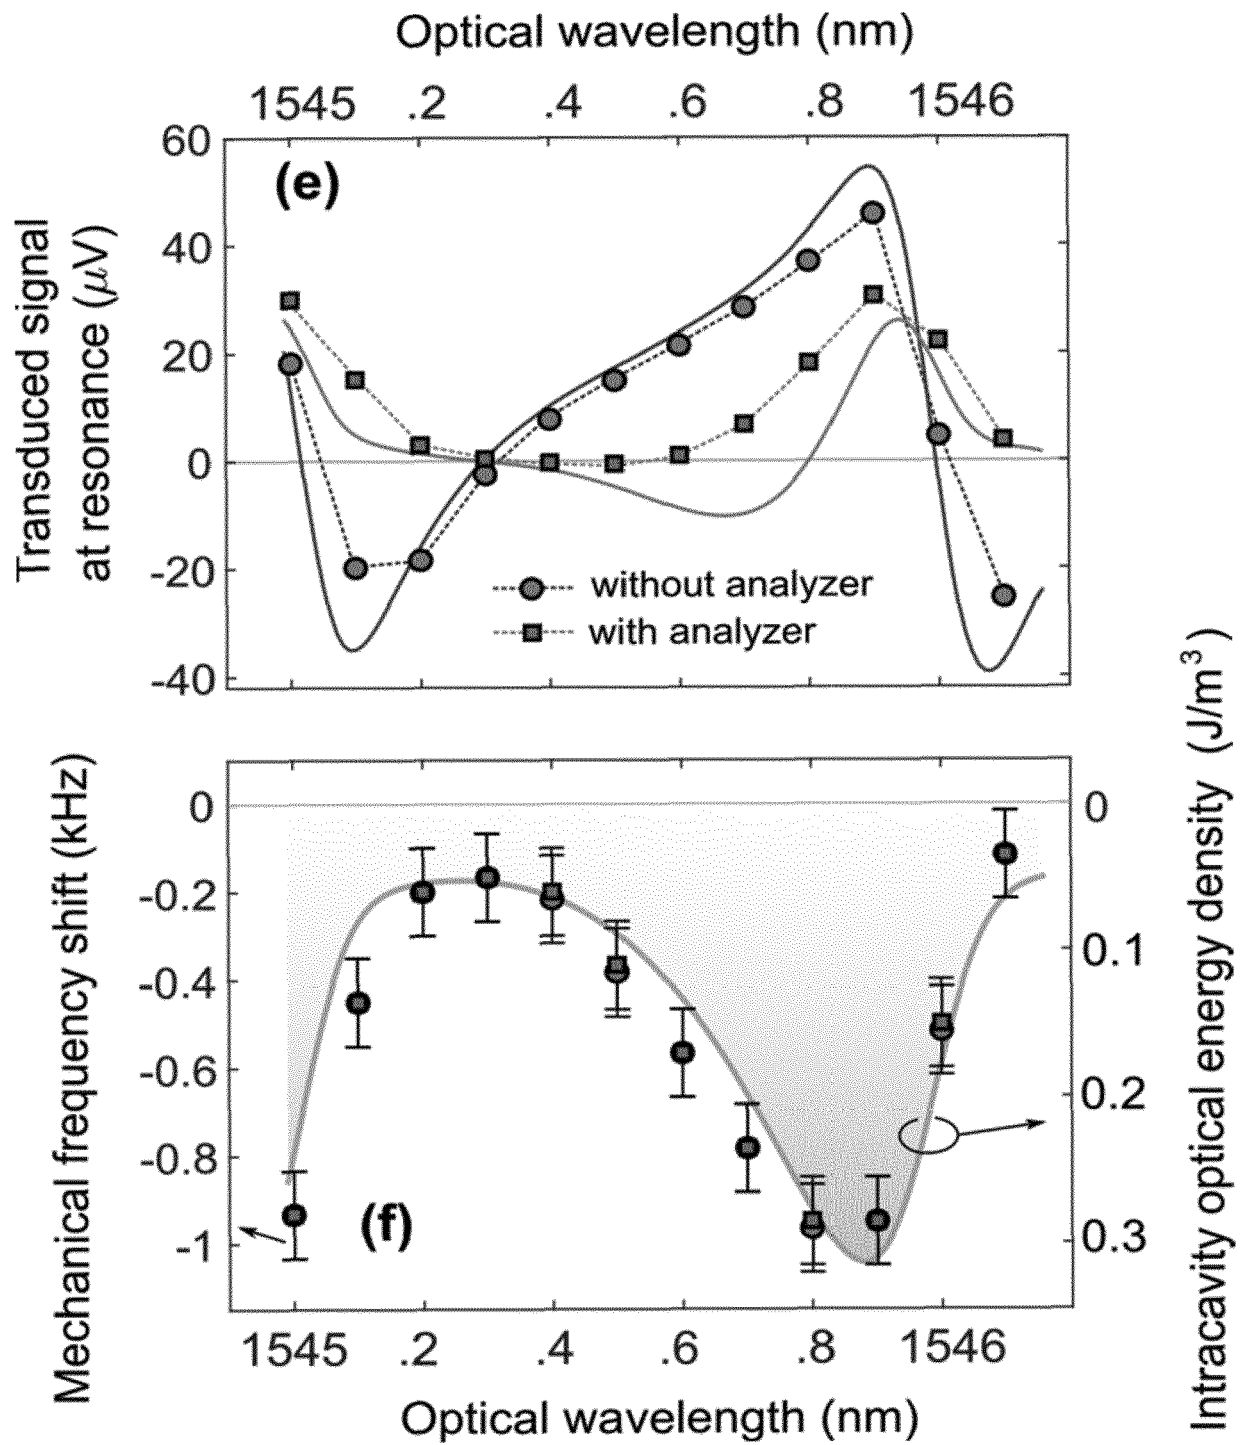 Optical wavelength (nm)
1545 .2 .4 .6 .8 1546
(e)
60
40
20
0
-20
-40
Transduced signal
at resonance (μV)
without analyzer
with analyzer
(f)
0
-0.2
-0.4
-0.6
-0.8
-1
Mechanical frequency shift (kHz)
0
0.1
0.2
0.3
Intracavity optical energy density (J/m³)
1545 .2 .4 .6 .8 1546
Optical wavelength (nm)